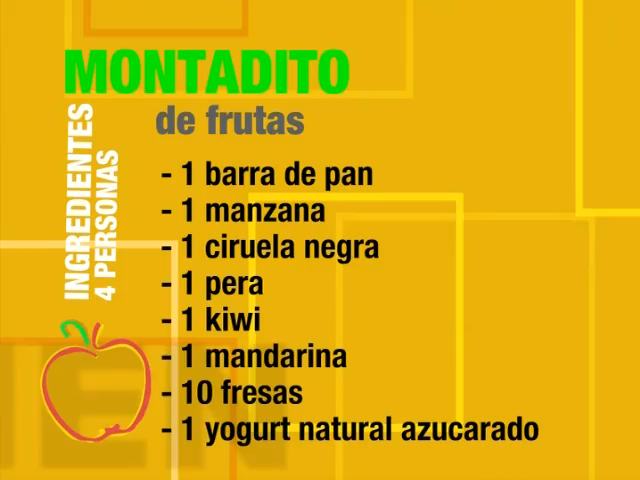 MONTADITO
de frutas
INGREDIENTES
4 PERSONAS
- 1 barra de pan
- 1 manzana
- 1 ciruela negra
- 1 pera
- 1 kiwi
- 1 mandarina
- 10 fresas
- 1 yogurt natural azucarado